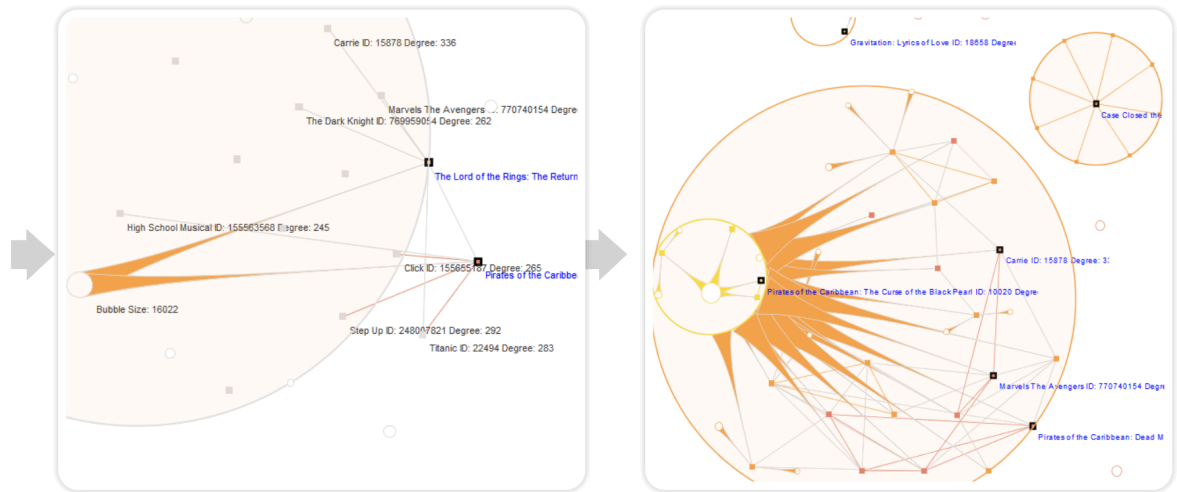 Carrie ID: 15878 Degree: 336
Marvels The Avengers ID: 770740154 Degre
The Dark Knight ID: 769959054 Degree: 262
The Lord of the Rings: The Return
High School Musical ID: 155563568 Degree: 245
Click ID: 155655187 Degree: 265
Pirates of the Caribbe
Bubble Size: 16022
Step Up ID: 248007821 Degree: 292
Titanic ID: 22494 Degree: 283
Gravitation: Lyrics of Love ID: 18658 Degree
Case Closed the
Carrie ID: 15878 Degree: 3
Pirates of the Caribbean: The Curse of the Black Pearl ID: 10020 Degre
Marvels The Avengers ID: 770740154 Degr
Pirates of the Caribbean: Dead M